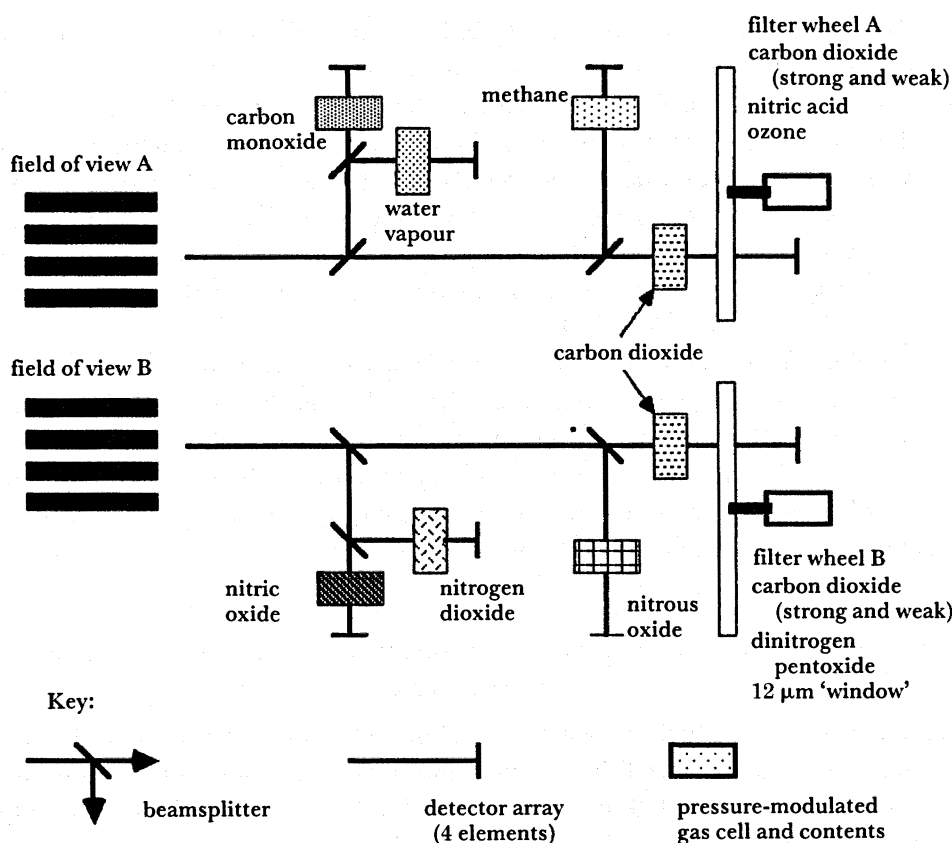 filter wheel A
carbon dioxide
(strong and weak)
nitric acid
ozone
methane
carbon
monoxide
water
vapour
field of view A
carbon dioxide
field of view B
nitric
oxide
nitrogen
dioxide
nitrous
oxide
filter wheel B
carbon dioxide
(strong and weak)
dinitrogen
pentoxide
12 μm ‘window’
Key:
beamsplitter
detector array
(4 elements)
pressure-modulated
gas cell and contents